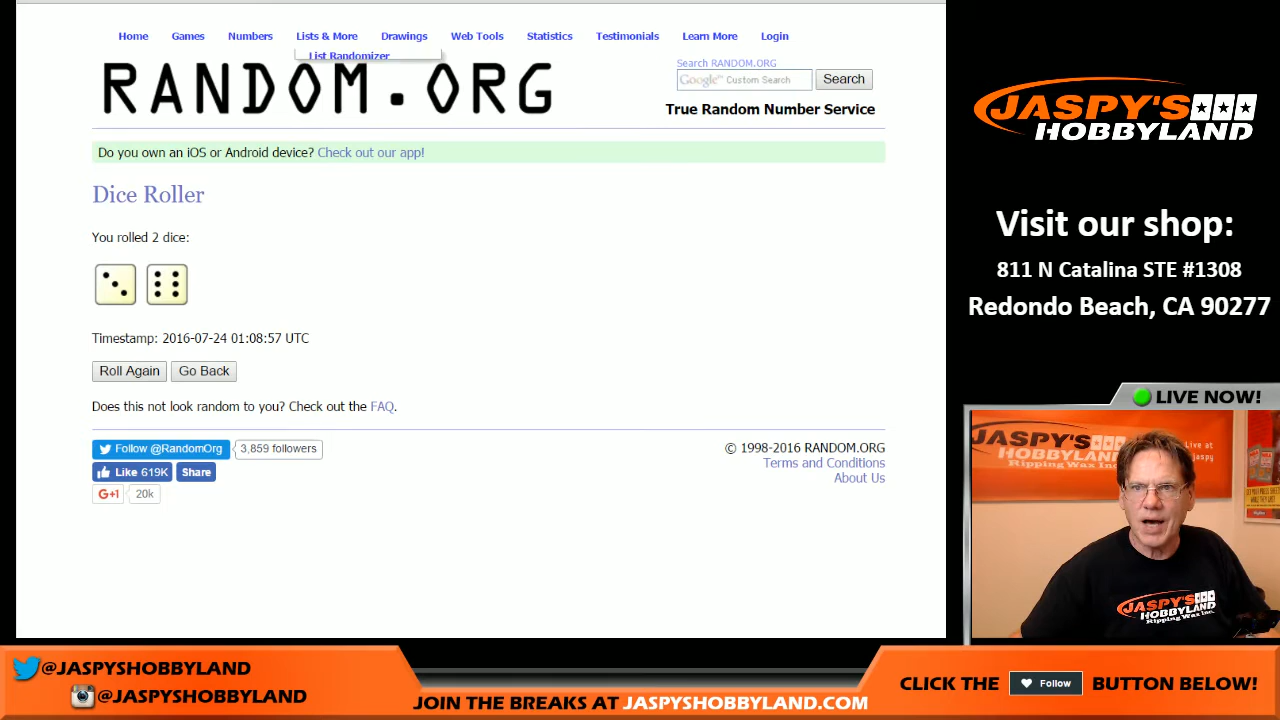 Home Games Numbers Lists & More Drawings Web Tools Statistics Testimonials Learn More Login
List Randomizer
RANDOM.ORG
Search RANDOM.ORG
Google Custom Search Search
True Random Number Service
Do you own an iOS or Android device? Check out our app!
Dice Roller
You rolled 2 dice:
Timestamp: 2016-07-24 01:08:57 UTC
Roll Again Go Back
Does this not look random to you? Check out the FAQ.
Follow @RandomOrg 3,859 followers
Like 619K Share
G+1 20k
© 1998-2016 RANDOM.ORG
Terms and Conditions
About Us
JASPY'S
HOBBYLAND
Visit our shop:
811 N Catalina STE #1308
Redondo Beach, CA 90277
LIVE NOW!
JASPY'S
HOBBYLAND
Ripping Wax Inc.
Live at
jaspy
JASPY'S
HOBBYLAND
Ripping Wax Inc.
@JASPYSHOBBYLAND
@JASPYSHOBBYLAND
JOIN THE BREAKS AT JASPYSHOBBYLAND.COM
CLICK THE Follow BUTTON BELOW!